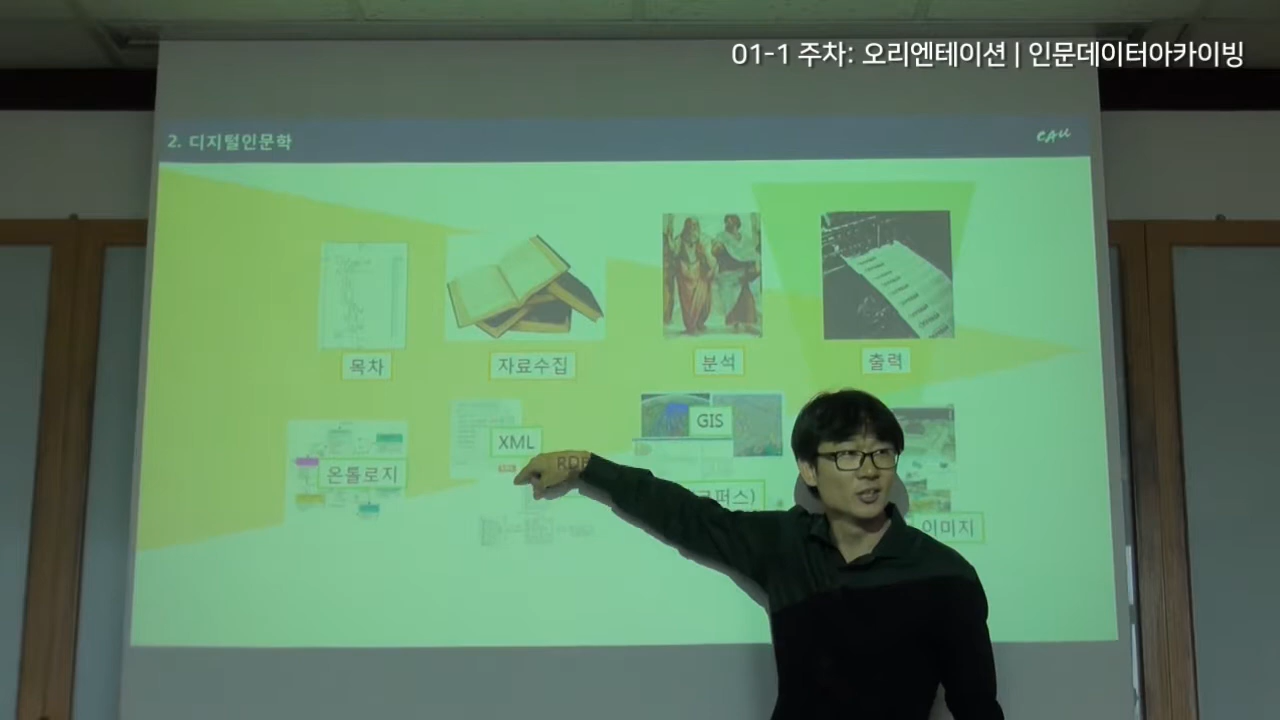 01-1 주차: 오리엔테이션 | 인문데이터아카이빙
2. 디지털인문학
CAU
목차
자료수집
분석
출력
온톨로지
XML
RDF
GIS
이미지